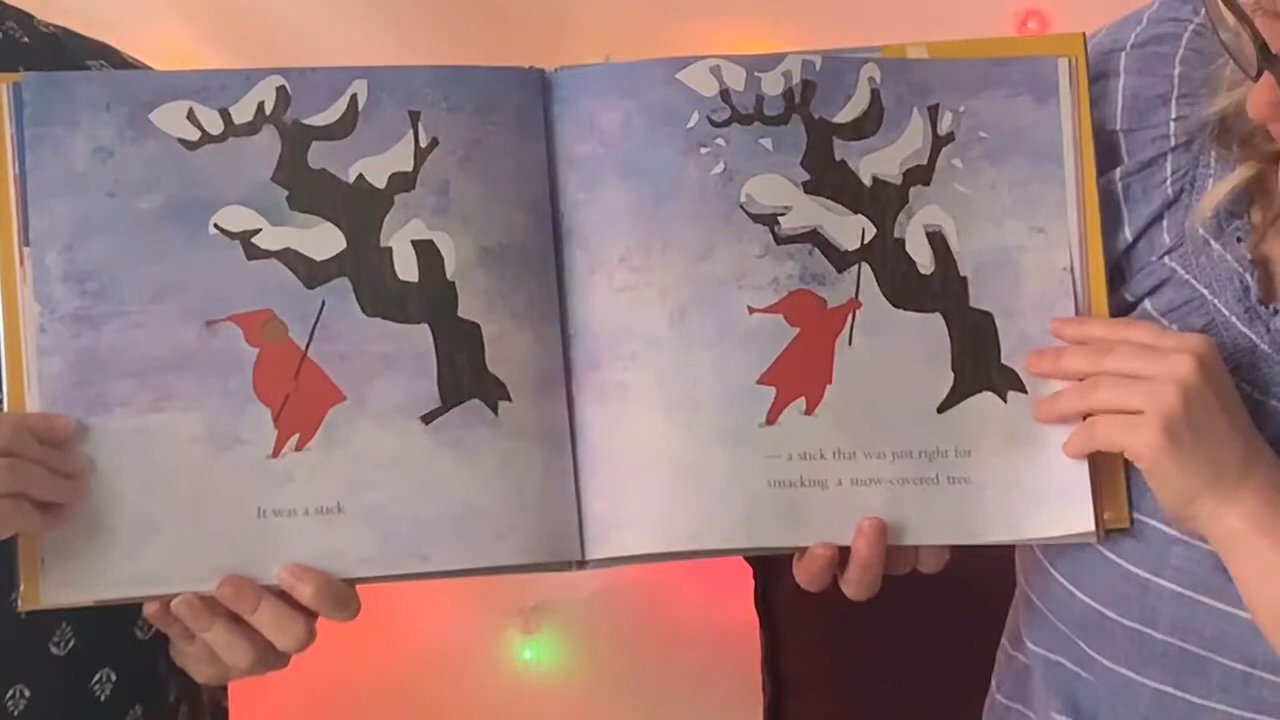 It was a stick
— a stick that was just right for
smacking a snow-covered tree.